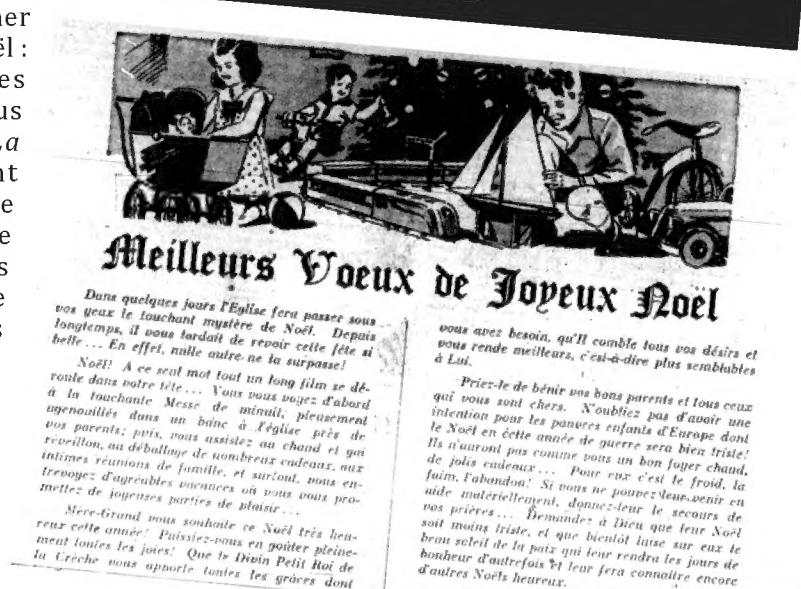 ner
ël :
es
us
La
nt
e
e
s
e
s
Meilleurs Voeux de Joyeux Noël
Dans quelques jours l'Eglise fera passer sous
vos yeux le touchant mystère de Noël. Depuis
longtemps, il vous tardait de revoir cette fête si
belle... En effet, nulle autre ne la surpasse!
Noël! A ce seul mot tout un long film se dé-
roule dans votre tête... Vous vous voyez d'abord
à la touchante Messe de minuit, pieusement
agenouillés dans un banc à l'église près de
vos parents; puis, vous assistez au chaud et gai
réveillon, au déballage de nombreux cadeaux, aux
intimes réunions de famille, et surtout, vous en-
trevoyez d'agréables vacances où vous vous pro-
mettez de joyeuses parties de plaisir...
Mère-Grand vous souhaite ce Noël très heu-
reux cette année! Puissiez-vous en goûter pleine-
ment toutes les joies! Que le Divin Petit Roi de
la Crèche vous apporte toutes les grâces dont
vous avez besoin, qu'Il comble tous vos désirs et
vous rende meilleurs, c'est-à-dire plus semblables
à Lui.
Priez-le de bénir vos bons parents et tous ceux
qui vous sont chers. N'oubliez pas d'avoir une
intention pour les pauvres enfants d'Europe dont
le Noël en cette année de guerre sera bien triste!
Ils n'auront pas comme vous un bon foyer chaud,
de jolis cadeaux... Pour eux c'est le froid, la
faim, l'abandon! Si vous ne pouvez leur venir en
aide matériellement, donnez-leur le secours de
vos prières... Demandez à Dieu que leur Noël
soit moins triste, et que bientôt luise sur eux le
beau soleil de la paix qui leur rendra les jours de
bonheur d'autrefois et leur fera connaître encore
d'autres Noëls heureux.